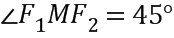 ∠F₁MF₂ = 45°